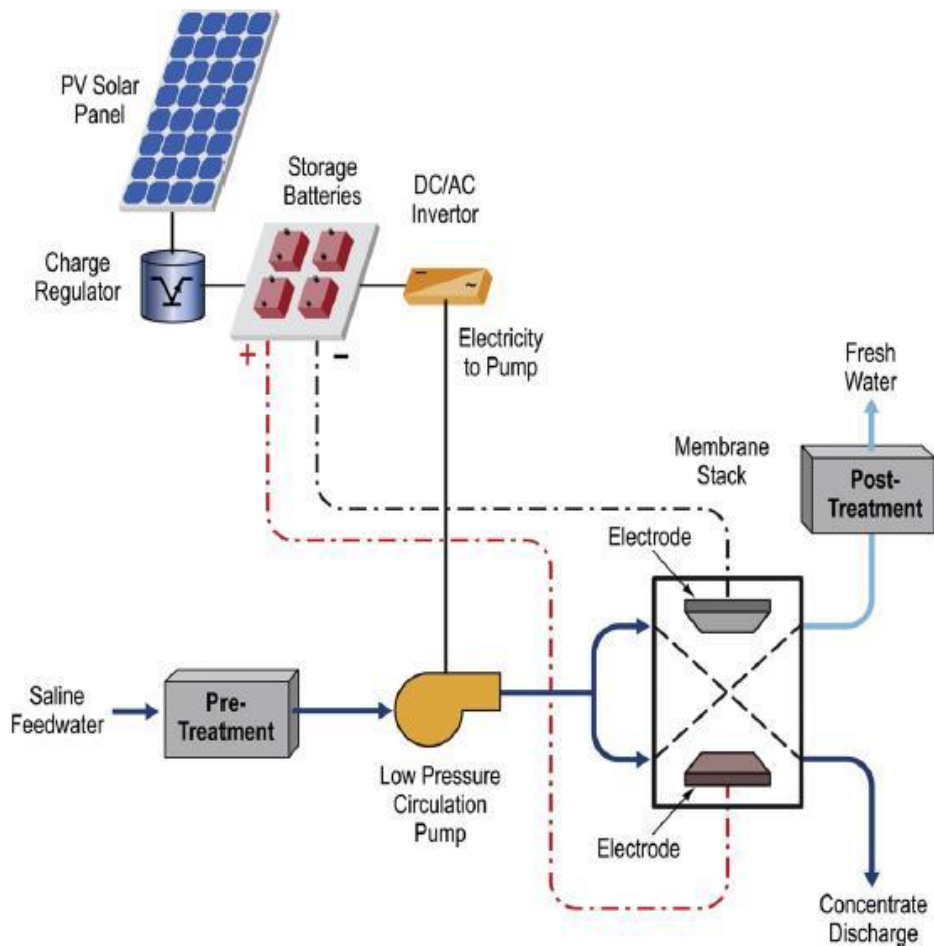 PV Solar
Panel
Storage
Batteries
DC/AC
Invertor
Charge
Regulator
+
-
Electricity
to Pump
Fresh
Water
Membrane
Stack
Post-
Treatment
Electrode
Saline
Feedwater
Pre-
Treatment
Low Pressure
Circulation
Pump
Electrode
Concentrate
Discharge